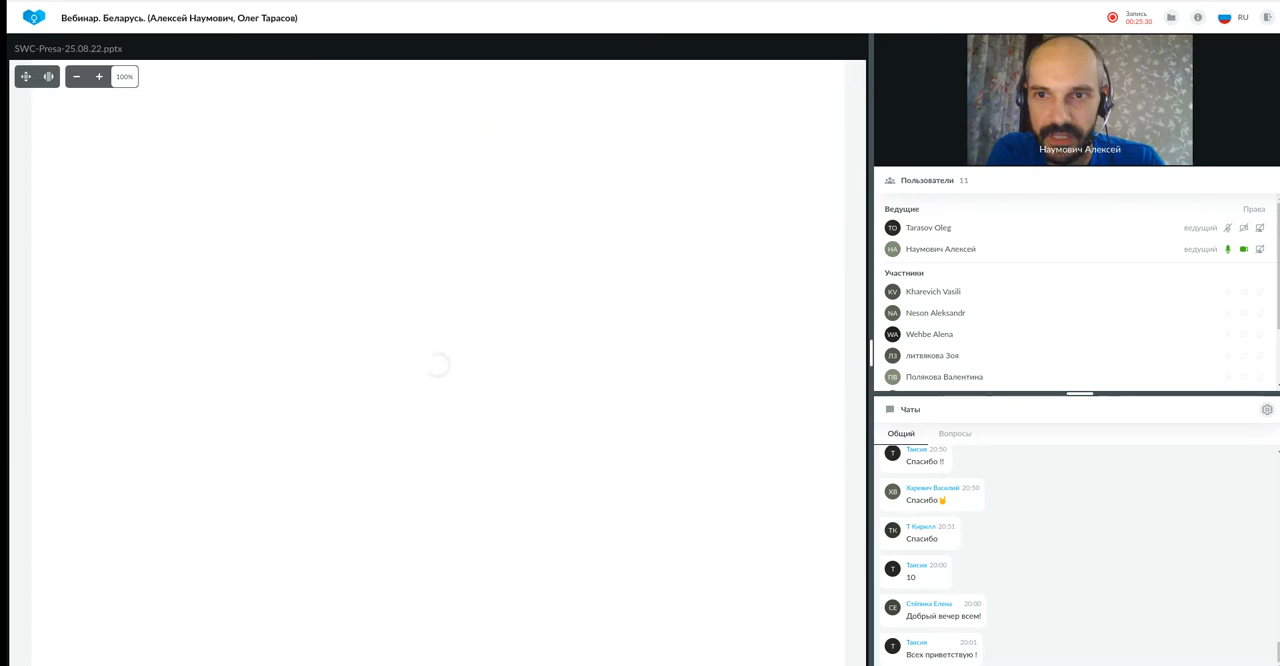 Вебинар. Беларусь. (Алексей Наумович, Олег Тарасов)
Запись
00:25:30
RU
SWC-Presa-25.08.22.pptx
100%
Наумович Алексей
Пользователи 11
Ведущие Права
TO Tarasov Oleg ведущий
НА Наумович Алексей ведущий
Участники
KV Kharevich Vasili
NA Neson Aleksandr
WA Wehbe Alena
ЛЗ литвякова Зоя
ПВ Полякова Валентина
Чаты
Общий Вопросы
Т Таисия 20:50
Спасибо !!
ХВ Харевич Василий 20:50
Спасибо🤘
ТК Т Кирилл 20:51
Спасибо
Т Таисия 20:00
10
СЕ Стёпина Елена 20:00
Добрый вечер всем!
Т Таисия 20:01
Всех приветствую !